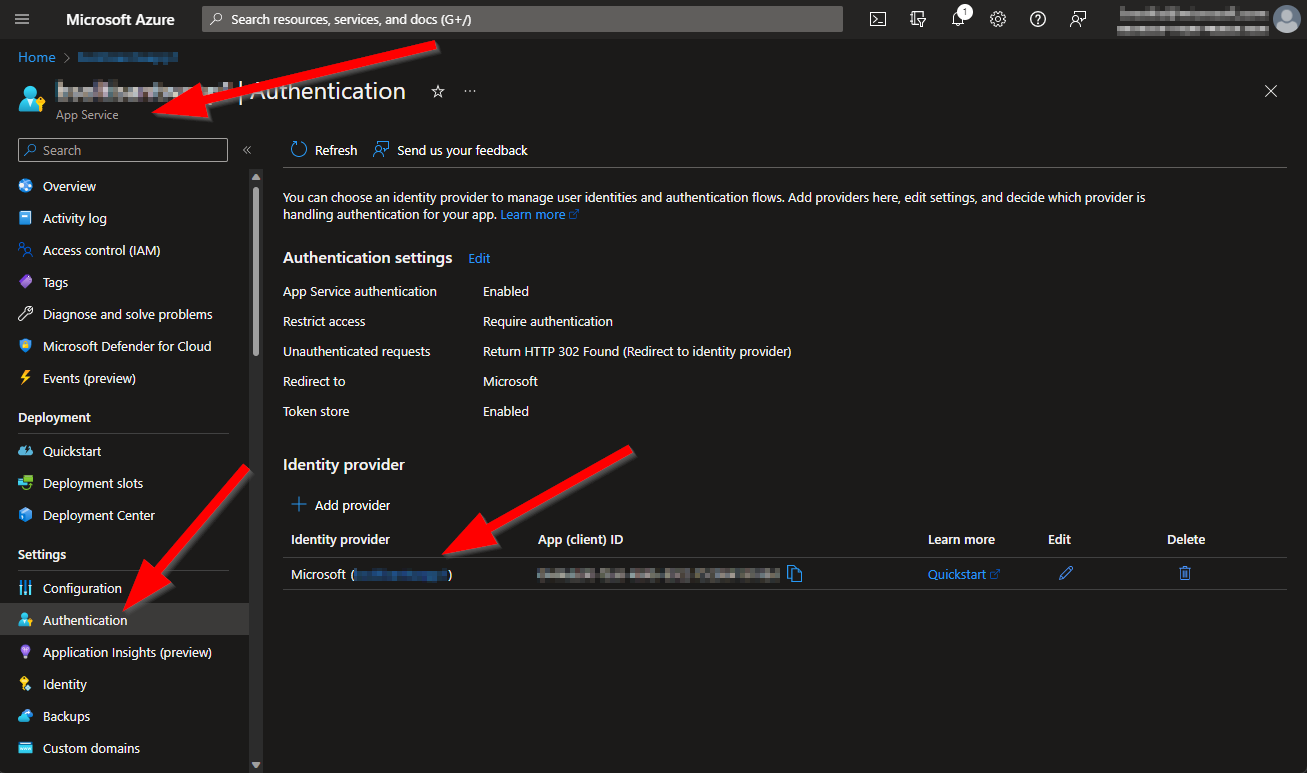 Microsoft Azure
Search resources, services, and docs (G+/)
1
Home >
| Authentication
App Service
Search
Refresh
Send us your feedback
Overview
Activity log
Access control (IAM)
Tags
Diagnose and solve problems
Microsoft Defender for Cloud
Events (preview)
Deployment
Quickstart
Deployment slots
Deployment Center
Settings
Configuration
Authentication
Application Insights (preview)
Identity
Backups
Custom domains
You can choose an identity provider to manage user identities and authentication flows. Add providers here, edit settings, and decide which provider is
handling authentication for your app. Learn more
Authentication settings Edit
App Service authentication Enabled
Restrict access Require authentication
Unauthenticated requests Return HTTP 302 Found (Redirect to identity provider)
Redirect to Microsoft
Token store Enabled
Identity provider
Add provider
Identity provider App (client) ID Learn more Edit Delete
Microsoft ( ) Quickstart